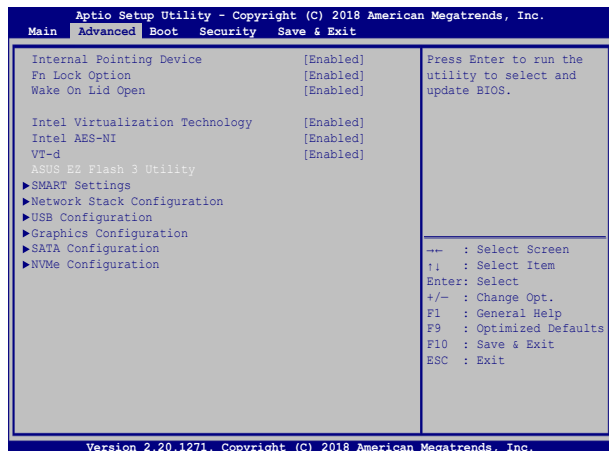 Aptio Setup Utility - Copyright (C) 2018 American Megatrends, Inc.
Main Advanced Boot Security Save & Exit
Internal Pointing Device [Enabled]
Fn Lock Option [Enabled]
Wake On Lid Open [Enabled]
Intel Virtualization Technology [Enabled]
Intel AES-NI [Enabled]
VT-d [Enabled]
ASUS EZ Flash 3 Utility
▶SMART Settings
▶Network Stack Configuration
▶USB Configuration
▶Graphics Configuration
▶SATA Configuration
▶NVMe Configuration
Press Enter to run the
utility to select and
update BIOS.
→← : Select Screen
↑↓ : Select Item
Enter: Select
+/— : Change Opt.
F1 : General Help
F9 : Optimized Defaults
F10 : Save & Exit
ESC : Exit
Version 2.20.1271. Copyright (C) 2018 American Megatrends, Inc.